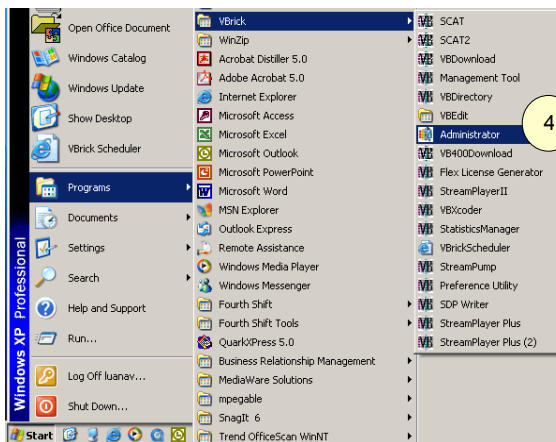 Open Office Document
Windows Catalog
Windows Update
Show Desktop
VBrick Scheduler
Programs
Documents
Settings
Search
Help and Support
Run...
Log Off luanav...
Shut Down...
Windows XP Professional
Start
VBrick
WinZip
Acrobat Distiller 5.0
Adobe Acrobat 5.0
Internet Explorer
Microsoft Access
Microsoft Excel
Microsoft Outlook
Microsoft PowerPoint
Microsoft Word
MSN Explorer
Outlook Express
Remote Assistance
Windows Media Player
Windows Messenger
Fourth Shift
Fourth Shift Tools
QuarkXPress 5.0
Business Relationship Management
MediaWare Solutions
mpegable
SnagIt 6
Trend OfficeScan WinNT
SCAT
SCAT2
VBDownload
Management Tool
VBDirectory
VBEdit
Administrator
4
VB400Download
Flex License Generator
StreamPlayerII
VBXcoder
StatisticsManager
VBrickScheduler
StreamPump
Preference Utility
SDP Writer
StreamPlayer Plus
StreamPlayer Plus (2)